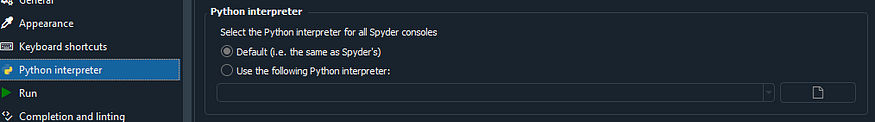 General
Appearance
Keyboard shortcuts
Python interpreter
Run
Completion and linting
Python interpreter
Select the Python interpreter for all Spyder consoles
Default (i.e. the same as Spyder's)
Use the following Python interpreter: